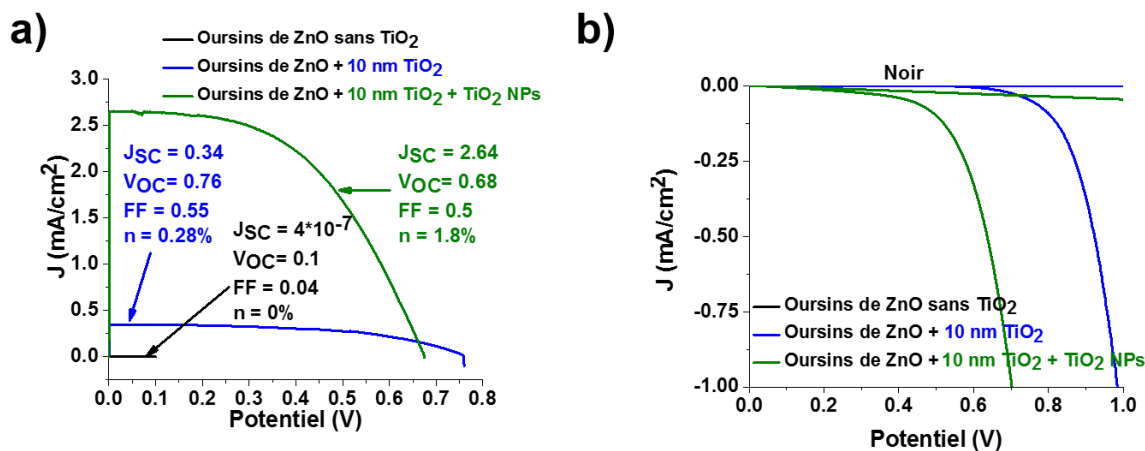 a)
Oursins de ZnO sans TiO2
Oursins de ZnO + 10 nm TiO2
Oursins de ZnO + 10 nm TiO2 + TiO2 NPs
3.0
2.5
2.0
1.5
1.0
0.5
0.0
J (mA/cm2)
JSC = 0.34
VOC= 0.76
FF = 0.55
n = 0.28%
JSC = 4*10-7
VOC= 0.1
FF = 0.04
n = 0%
JSC = 2.64
VOC= 0.68
FF = 0.5
n = 1.8%
0.0 0.1 0.2 0.3 0.4 0.5 0.6 0.7 0.8
Potentiel (V)
b)
Noir
0.00
-0.25
-0.50
-0.75
-1.00
J (mA/cm2)
Oursins de ZnO sans TiO2
Oursins de ZnO + 10 nm TiO2
Oursins de ZnO + 10 nm TiO2 + TiO2 NPs
0.0 0.2 0.4 0.6 0.8 1.0
Potentiel (V)